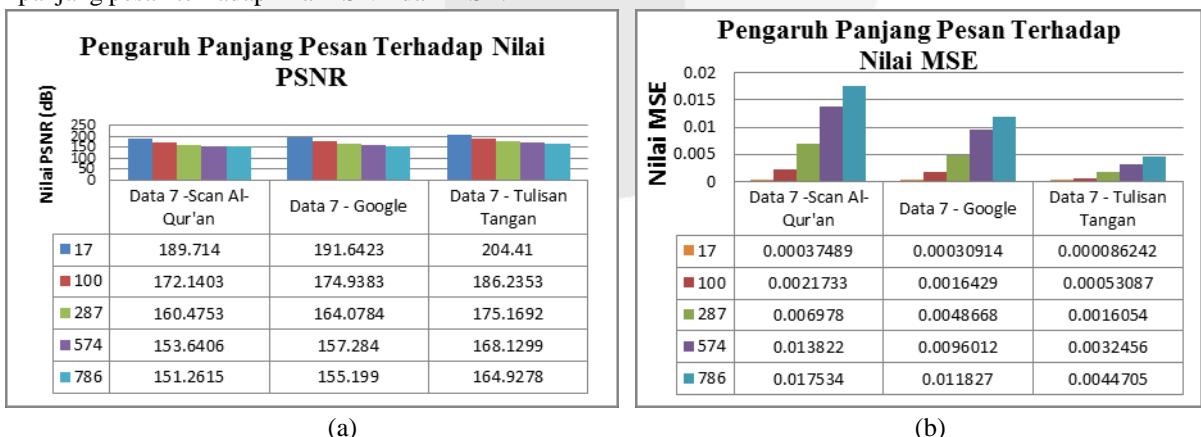 Pengaruh Panjang Pesan Terhadap Nilai
PSNR
Nilai PSNR (dB)
250
200
150
100
50
0
Data 7 -Scan Al-
Qur'an
Data 7 - Google
Data 7 - Tulisan
Tangan
17 189.714 191.6423 204.41
100 172.1403 174.9383 186.2353
287 160.4753 164.0784 175.1692
574 153.6406 157.284 168.1299
786 151.2615 155.199 164.9278
(a)
Pengaruh Panjang Pesan Terhadap
Nilai MSE
Nilai MSE
0.02
0.015
0.01
0.005
0
Data 7 -Scan Al-
Qur'an
Data 7 - Google
Data 7 - Tulisan
Tangan
17 0.00037489 0.00030914 0.000086242
100 0.0021733 0.0016429 0.00053087
287 0.006978 0.0048668 0.0016054
574 0.013822 0.0096012 0.0032456
786 0.017534 0.011827 0.0044705
(b)